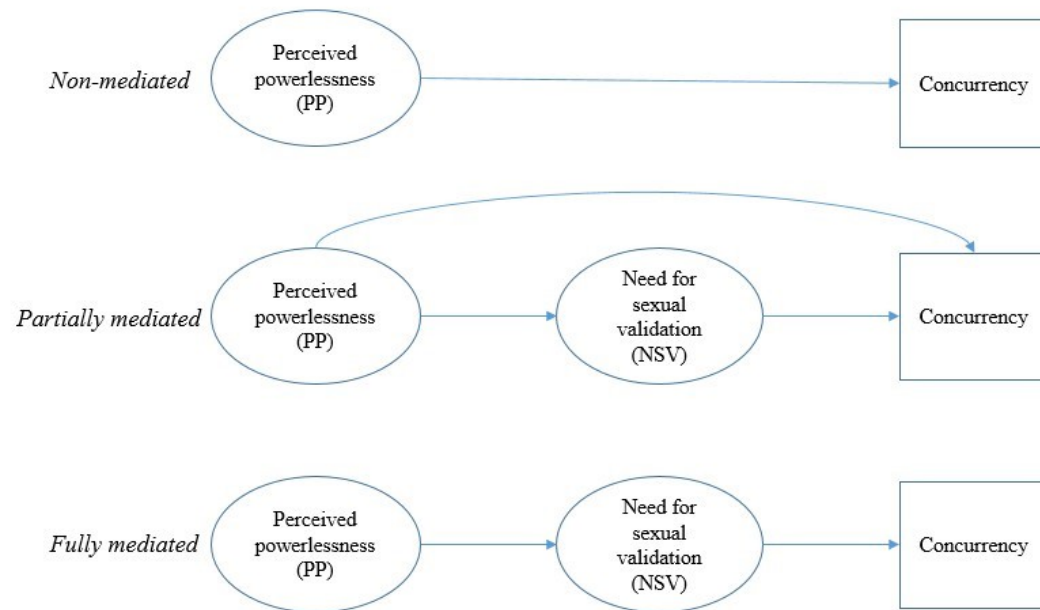 Non-mediated
Perceived
powerlessness
(PP)
Concurrency
Partially mediated
Perceived
powerlessness
(PP)
Need for
sexual
validation
(NSV)
Concurrency
Fully mediated
Perceived
powerlessness
(PP)
Need for
sexual
validation
(NSV)
Concurrency